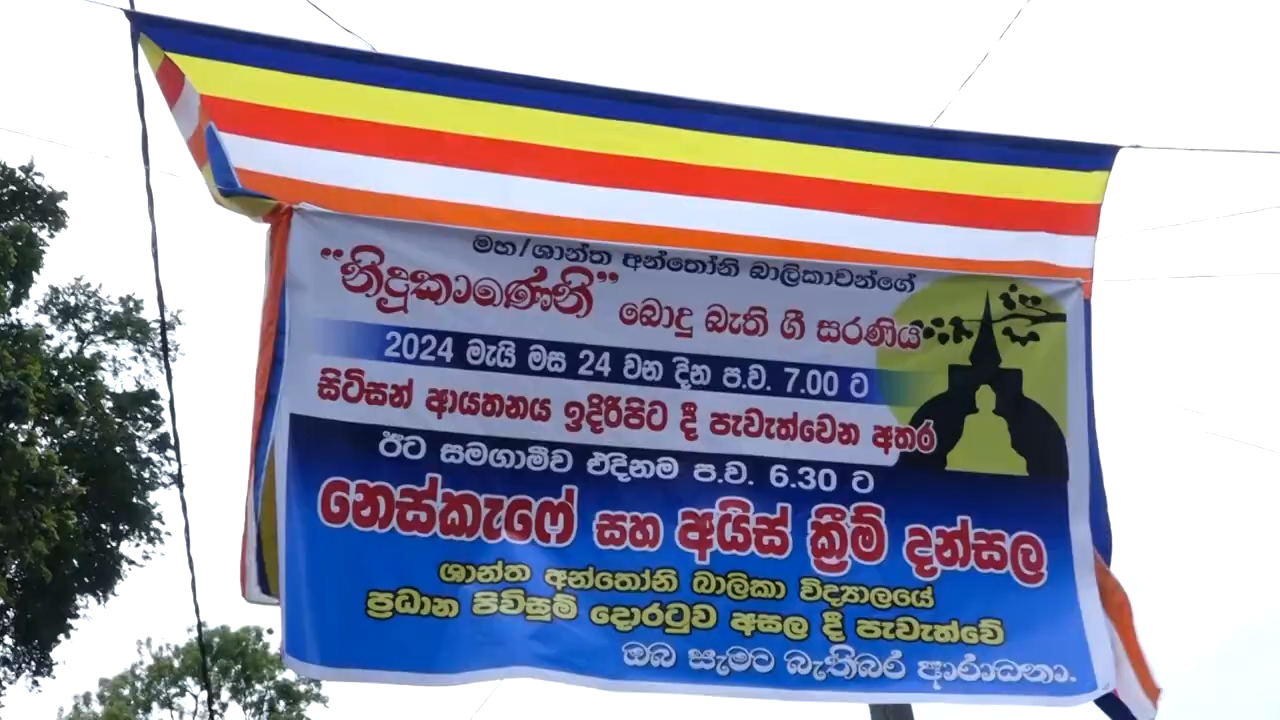 මහ/ශාන්ත අන්තෝනි බාලිකාවන්ගේ
“නිදූකාණෙනි” බොදු බැති ගී සරණිය
2024 මැයි මස 24 වන දින ප.ව. 7.00 ට
සිටිසන් ආයතනය ඉදිරිපිට දී පැවැත්වෙන අතර
ඊට සමගාමීව එදිනම ප.ව. 6.30 ට
නෙස්කැෆේ සහ අයිස් ක්‍රීම් දන්සල
ශාන්ත අන්තෝනි බාලිකා විද්‍යාලයේ
ප්‍රධාන පිවිසුම් දොරටුව අසල දී පැවැත්වේ
ඔබ සැමට බැතිබර ආරාධනා.